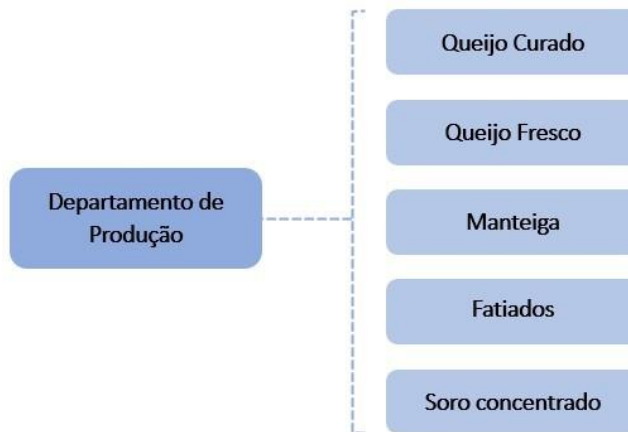 Queijo Curado
Queijo Fresco
Departamento de
Produção
Manteiga
Fatiados
Soro concentrado